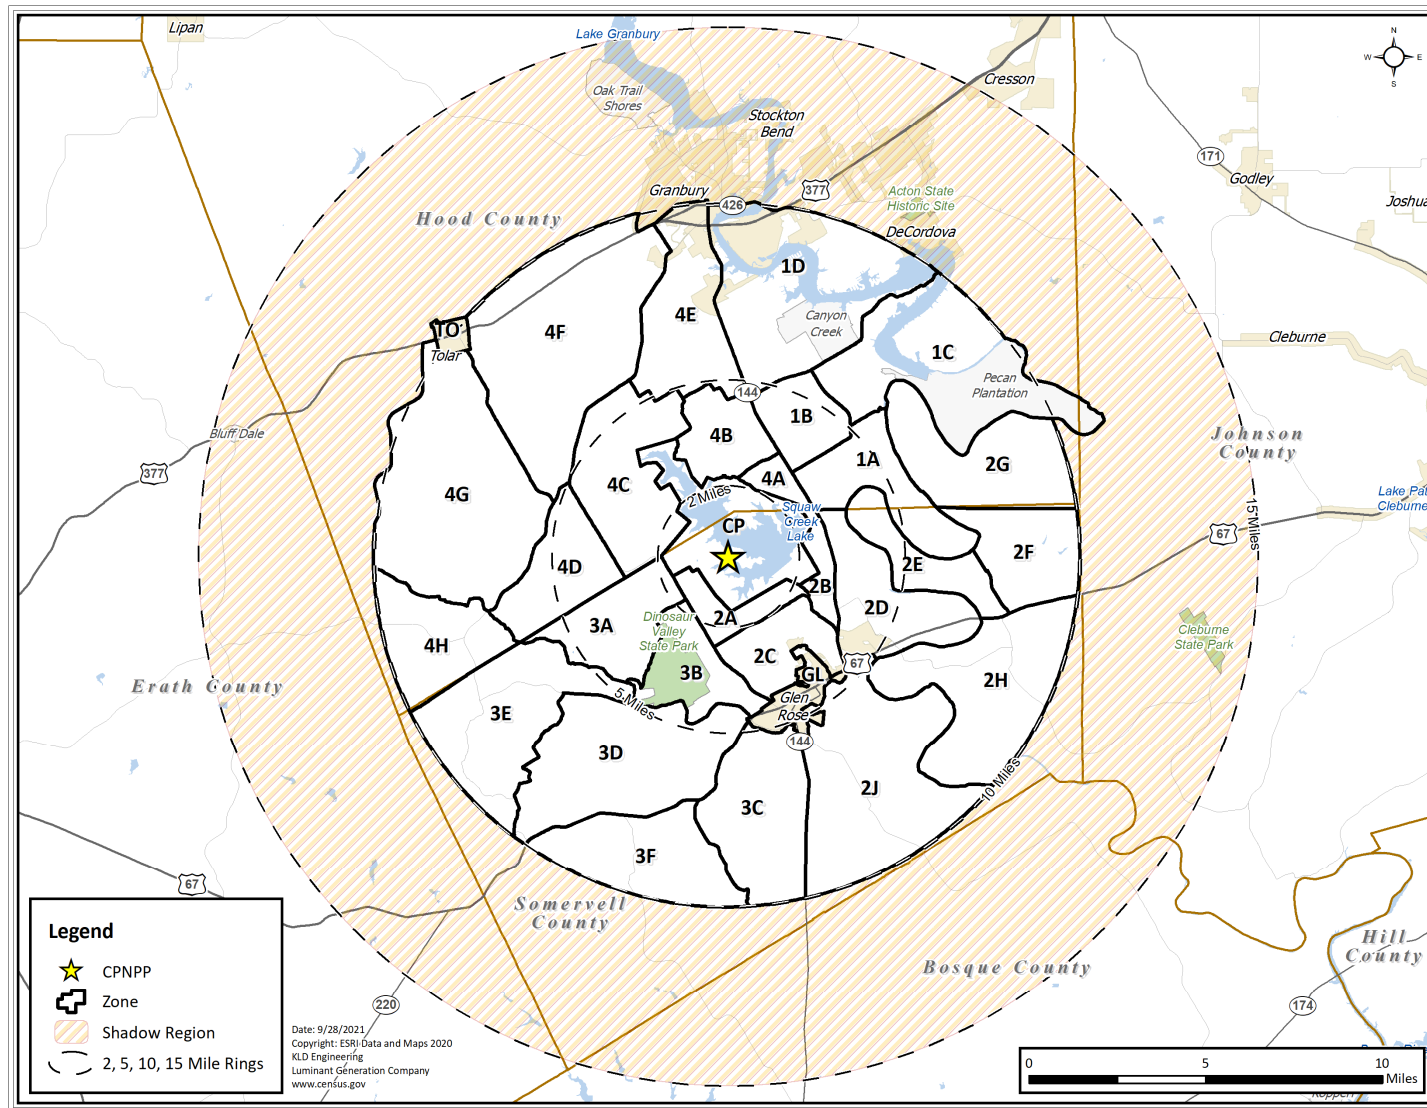 Lipan
Lake Granbury
N
W
E
S
Cresson
Oak Trail
Shores
Stockton
Bend
171
Godley
Granbury
377
426
Acton State
Historic Site
Joshua
DeCordova
Hood County
1D
4E
4F
TO
Tolar
Canyon
Creek
1C
Cleburne
Pecan
Plantation
144
1B
4B
Bluff Dale
Johnson
County
377
1A
2G
4A
4C
4G
2 Miles
Squaw
Creek
Lake
Lake Pat
Cleburne
15 Miles
CP
67
2F
4D
2E
2B
2D
Dinosaur
Valley
State Park
2A
3A
Cleburne
State Park
4H
2C
67
3B
GL
2H
Erath County
5 Miles
Glen
Rose
3E
144
3D
10 Miles
2J
3C
3F
67
Somervell
County
Bosque County
Hill
County
220
174
Legend
CPNPP
Zone
Shadow Region
2, 5, 10, 15 Mile Rings
Date: 9/28/2021
Copyright: ESRI Data and Maps 2020
KLD Engineering
Luminant Generation Company
www.census.gov
0
5
10
Miles